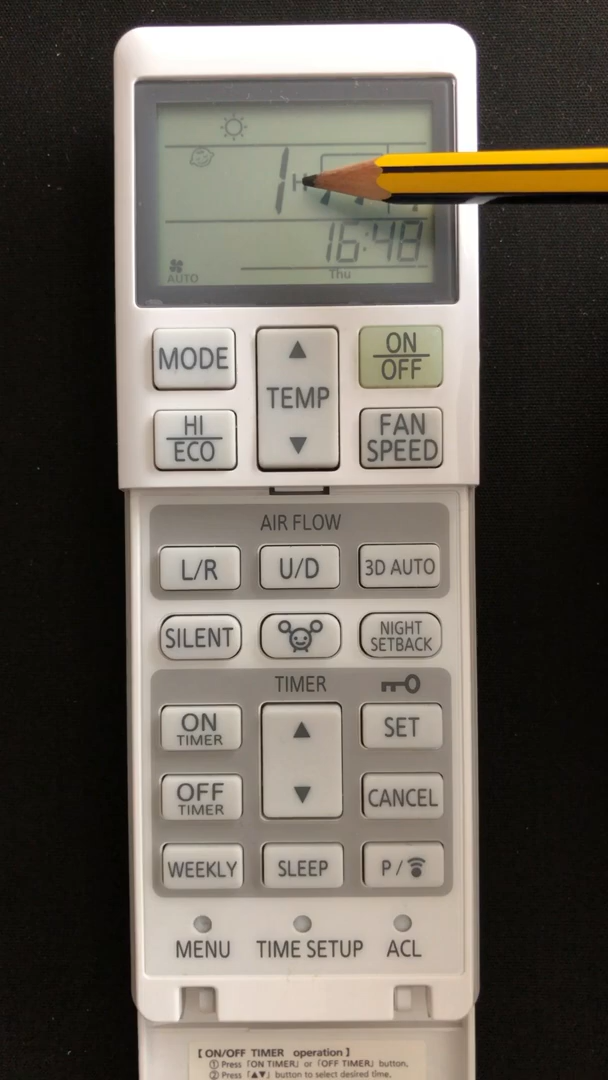 1H
16:48
AUTO
Thu
MODE
TEMP
ON
OFF
HI
ECO
FAN
SPEED
AIR FLOW
L/R
U/D
3D AUTO
SILENT
NIGHT
SETBACK
TIMER
ON
TIMER
SET
OFF
TIMER
CANCEL
WEEKLY
SLEEP
P/
MENU
TIME SETUP
ACL
[ ON/OFF TIMER operation ]
① Press「ON TIMER」or「OFF TIMER」button.
② Press「▲▼」button to select desired time.